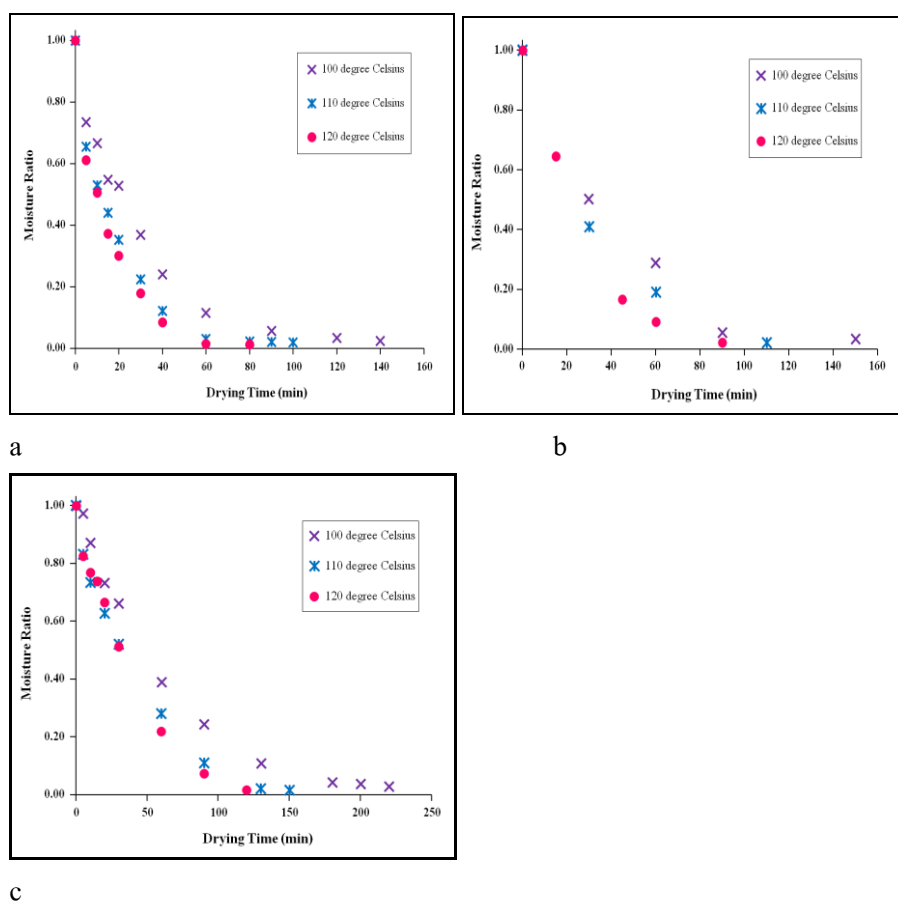 1.00
0.80
0.60
0.40
0.20
0.00
0 20 40 60 80 100 120 140 160
Moisture Ratio
Drying Time (min)
100 degree Celsius
110 degree Celsius
120 degree Celsius
a
1.00
0.80
0.60
0.40
0.20
0.00
0 20 40 60 80 100 120 140 160
Moisture Ratio
Drying Time (min)
100 degree Celsius
110 degree Celsius
120 degree Celsius
b
1.00
0.80
0.60
0.40
0.20
0.00
0 50 100 150 200 250
Moisture Ratio
Drying Time (min)
100 degree Celsius
110 degree Celsius
120 degree Celsius
c